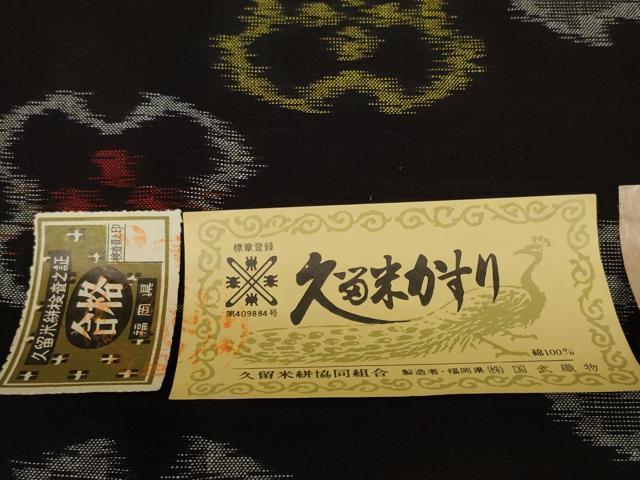 久留米絣検査之証
合格
福岡県
検査部之印
標章登録
第409884号
久留米かすり
綿100%
久留米絣協同組合 製造者・福岡県 ㈱国武織物